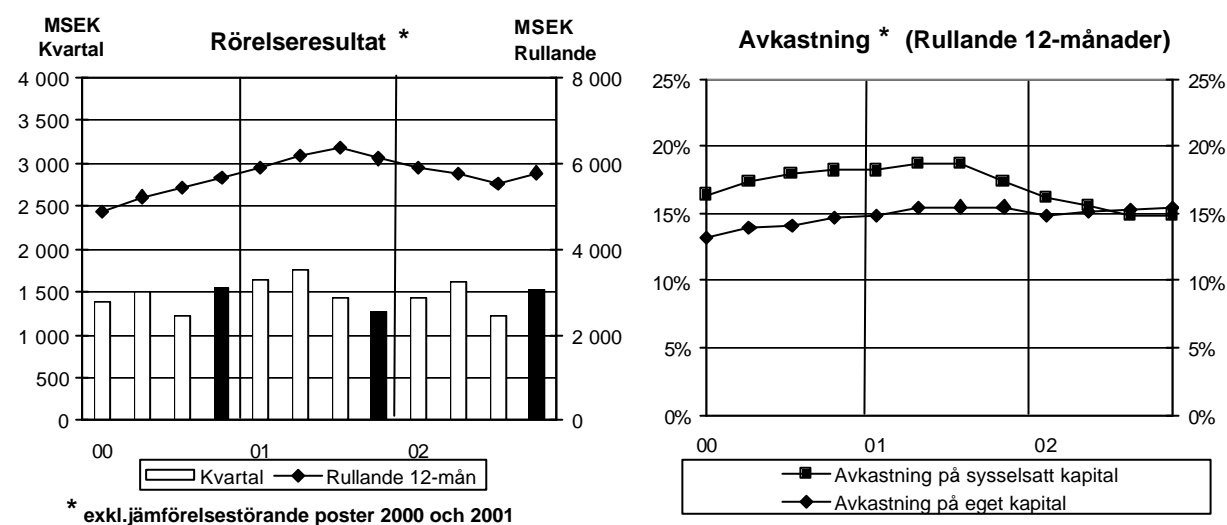 MSEK
Kvartal
Rörelseresultat *
MSEK
Rullande
4 000
3 500
3 000
2 500
2 000
1 500
1 000
500
0
8 000
6 000
4 000
2 000
0
00
01
02
Kvartal
Rullande 12-mån
* exkl.jämförelsestörande poster 2000 och 2001
Avkastning * (Rullande 12-månader)
25%
20%
15%
10%
5%
0%
25%
20%
15%
10%
5%
0%
00
01
02
Avkastning på sysselsatt kapital
Avkastning på eget kapital